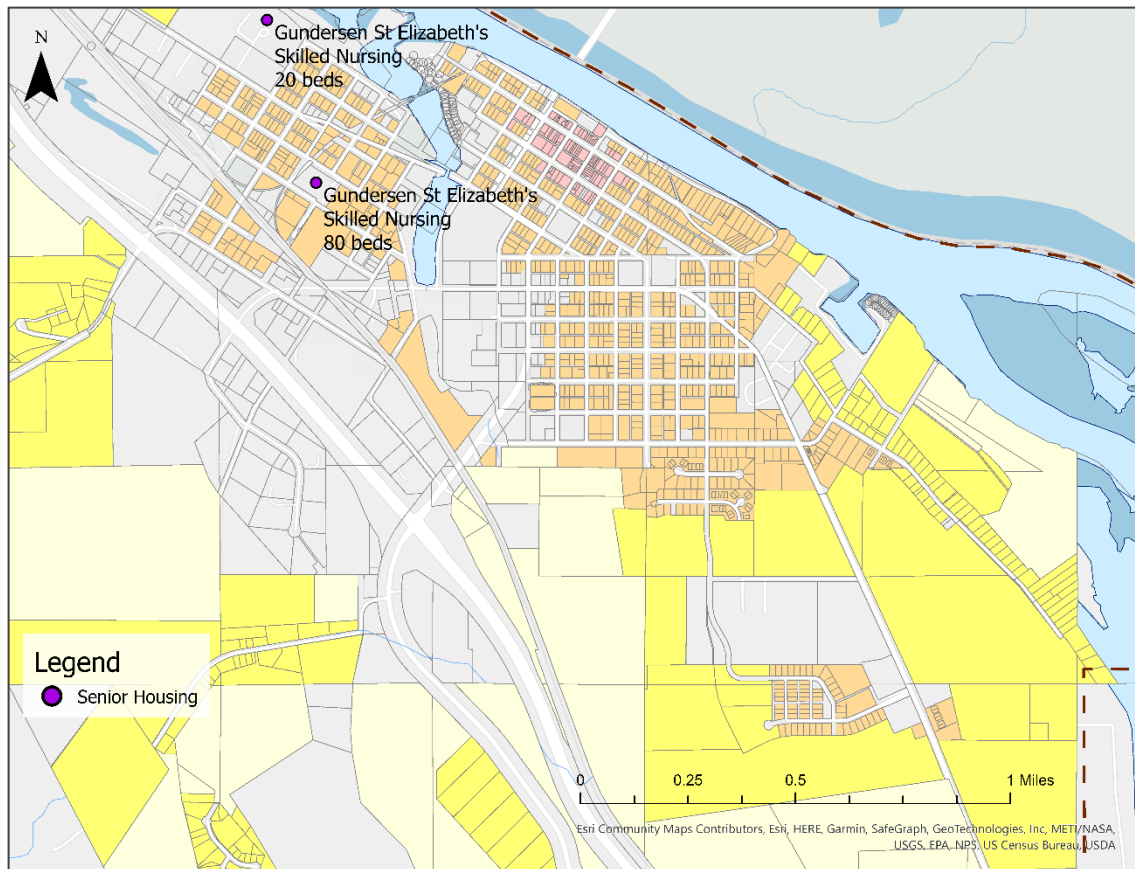 N
Gundersen St Elizabeth's
Skilled Nursing
20 beds
Gundersen St Elizabeth's
Skilled Nursing
80 beds
Legend
Senior Housing
0 0.25 0.5 1 Miles
Esri Community Maps Contributors, Esri, HERE, Garmin, SafeGraph, GeoTechnologies, Inc, METI/NASA,
USGS, EPA, NPS, US Census Bureau, USDA